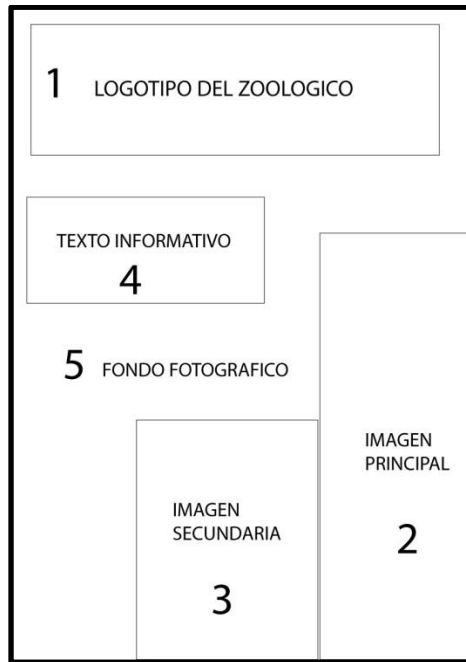 1 LOGOTIPO DEL ZOOLOGICO
TEXTO INFORMATIVO
4
5 FONDO FOTOGRAFICO
IMAGEN
PRINCIPAL
2
IMAGEN
SECUNDARIA
3